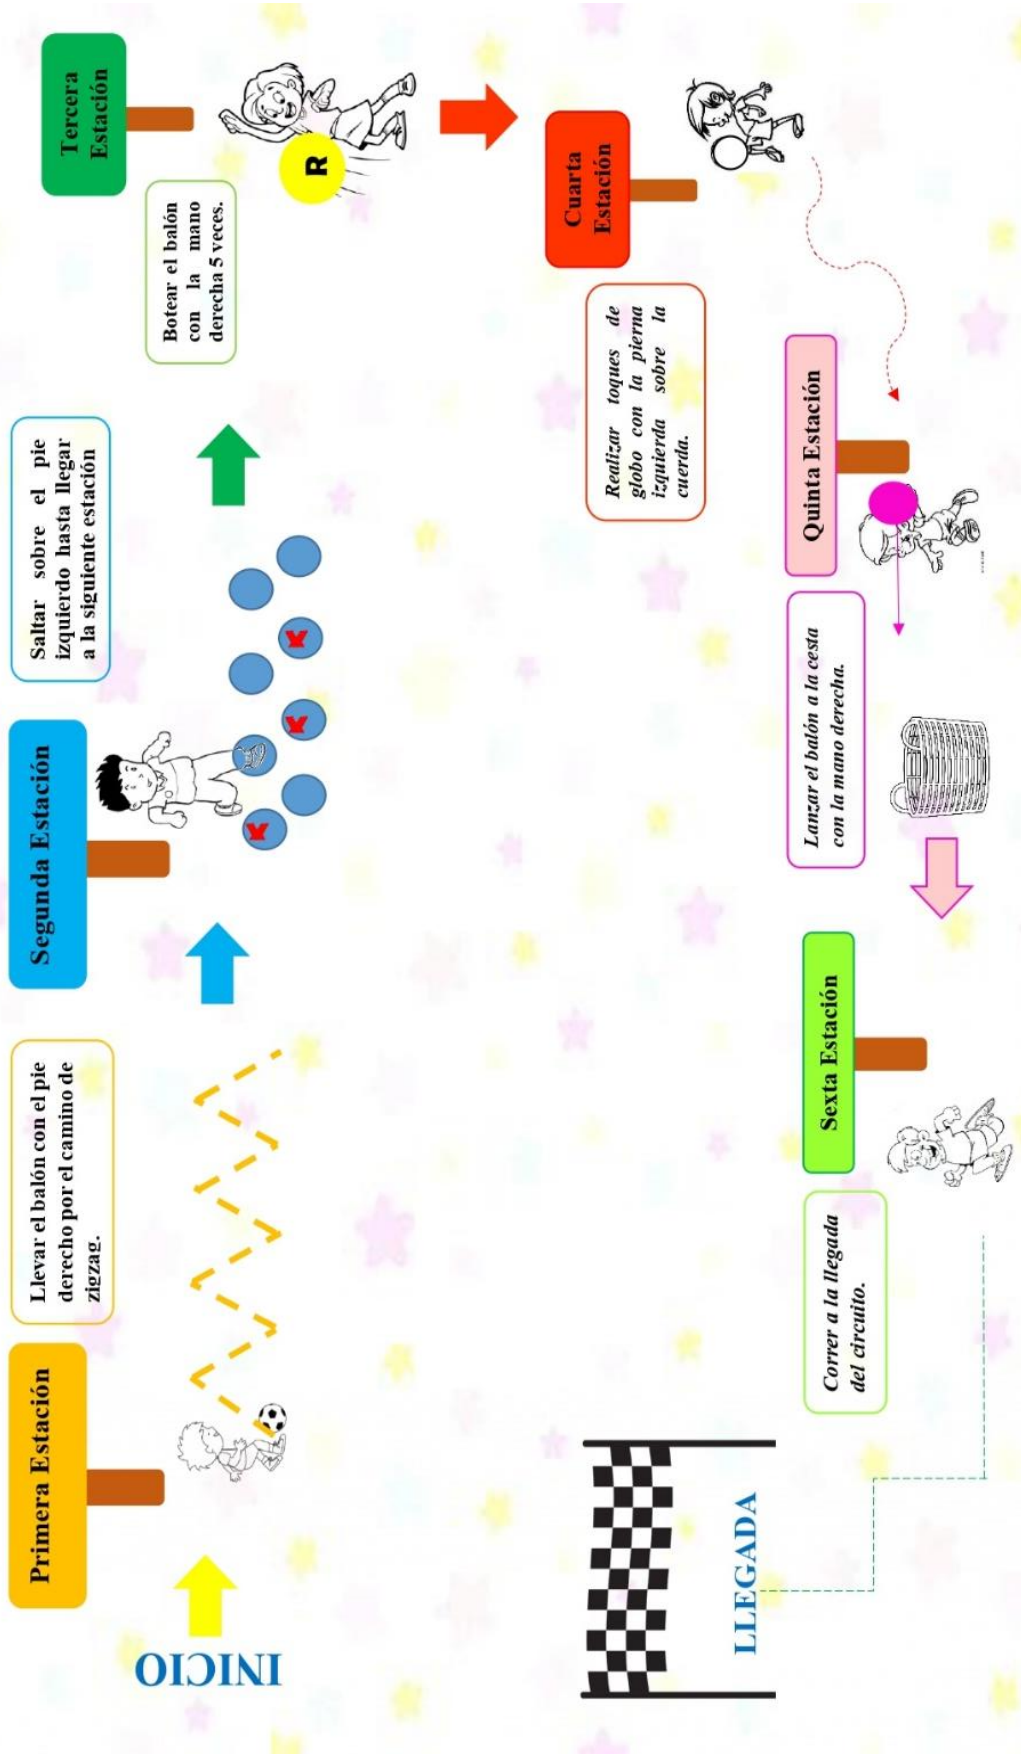 INICIO
Primera Estación
Llevar el balón con el pie
derecho por el camino de
zigzag.
Segunda Estación
Saltar sobre el pie
izquierdo hasta llegar
a la siguiente estación
Tercera
Estación
Botear el balón
con la mano
derecha 5 veces.
R
Cuarta
Estación
Realizar toques de
globo con la pierna
izquierda sobre la
cuerda.
Quinta Estación
Lanzar el balón a la cesta
con la mano derecha.
Sexta Estación
Correr a la llegada
del circuito.
LLEGADA